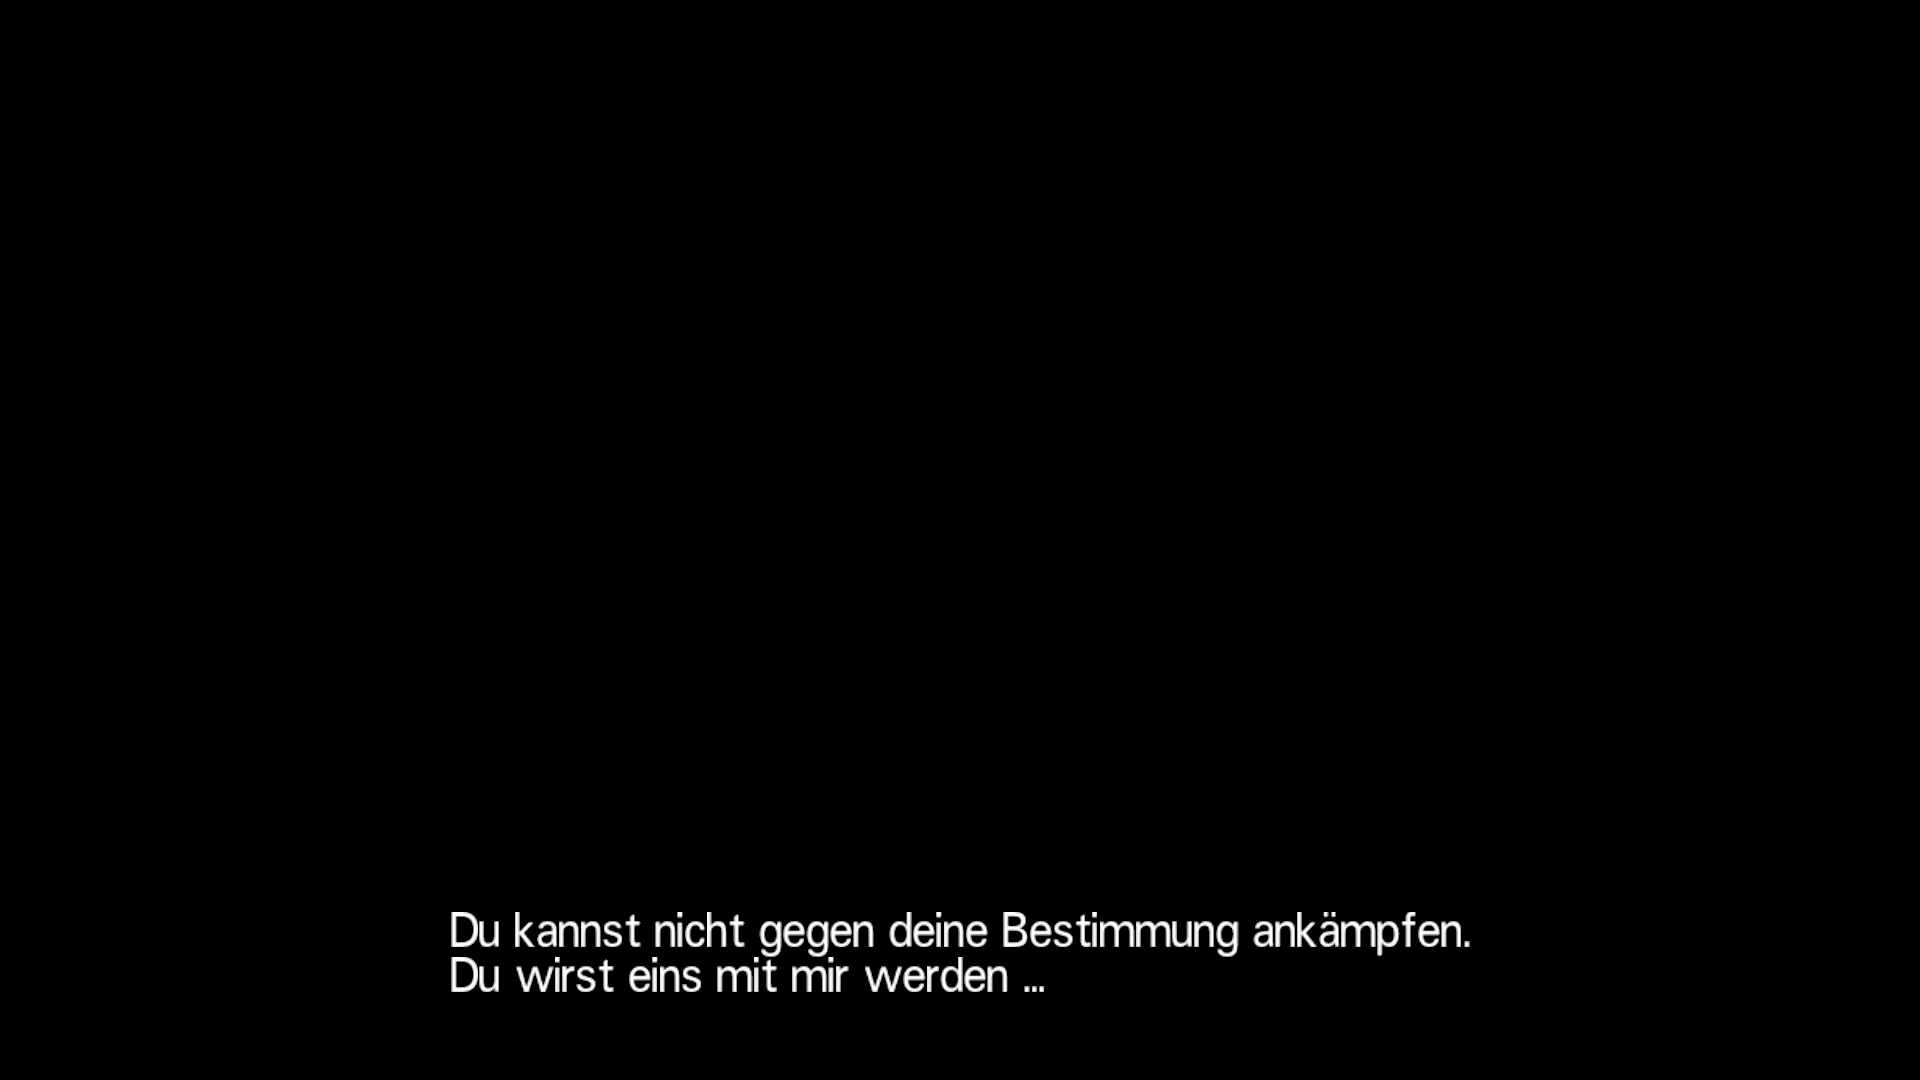 Du kannst nicht gegen deine Bestimmung ankämpfen.
Du wirst eins mit mir werden ...